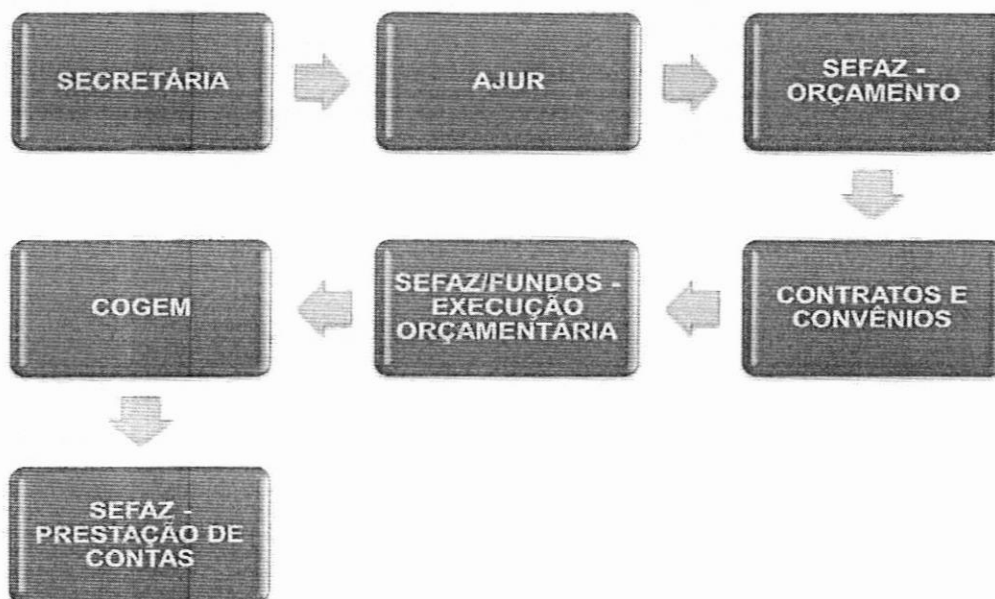 SECRETÁRIA
AJUR
SEFAZ -
ORÇAMENTO
CONTRATOS E
CONVÊNIOS
SEFAZ/FUNDOS -
EXECUÇÃO
ORÇAMENTÁRIA
COGEM
SEFAZ -
PRESTAÇÃO DE
CONTAS